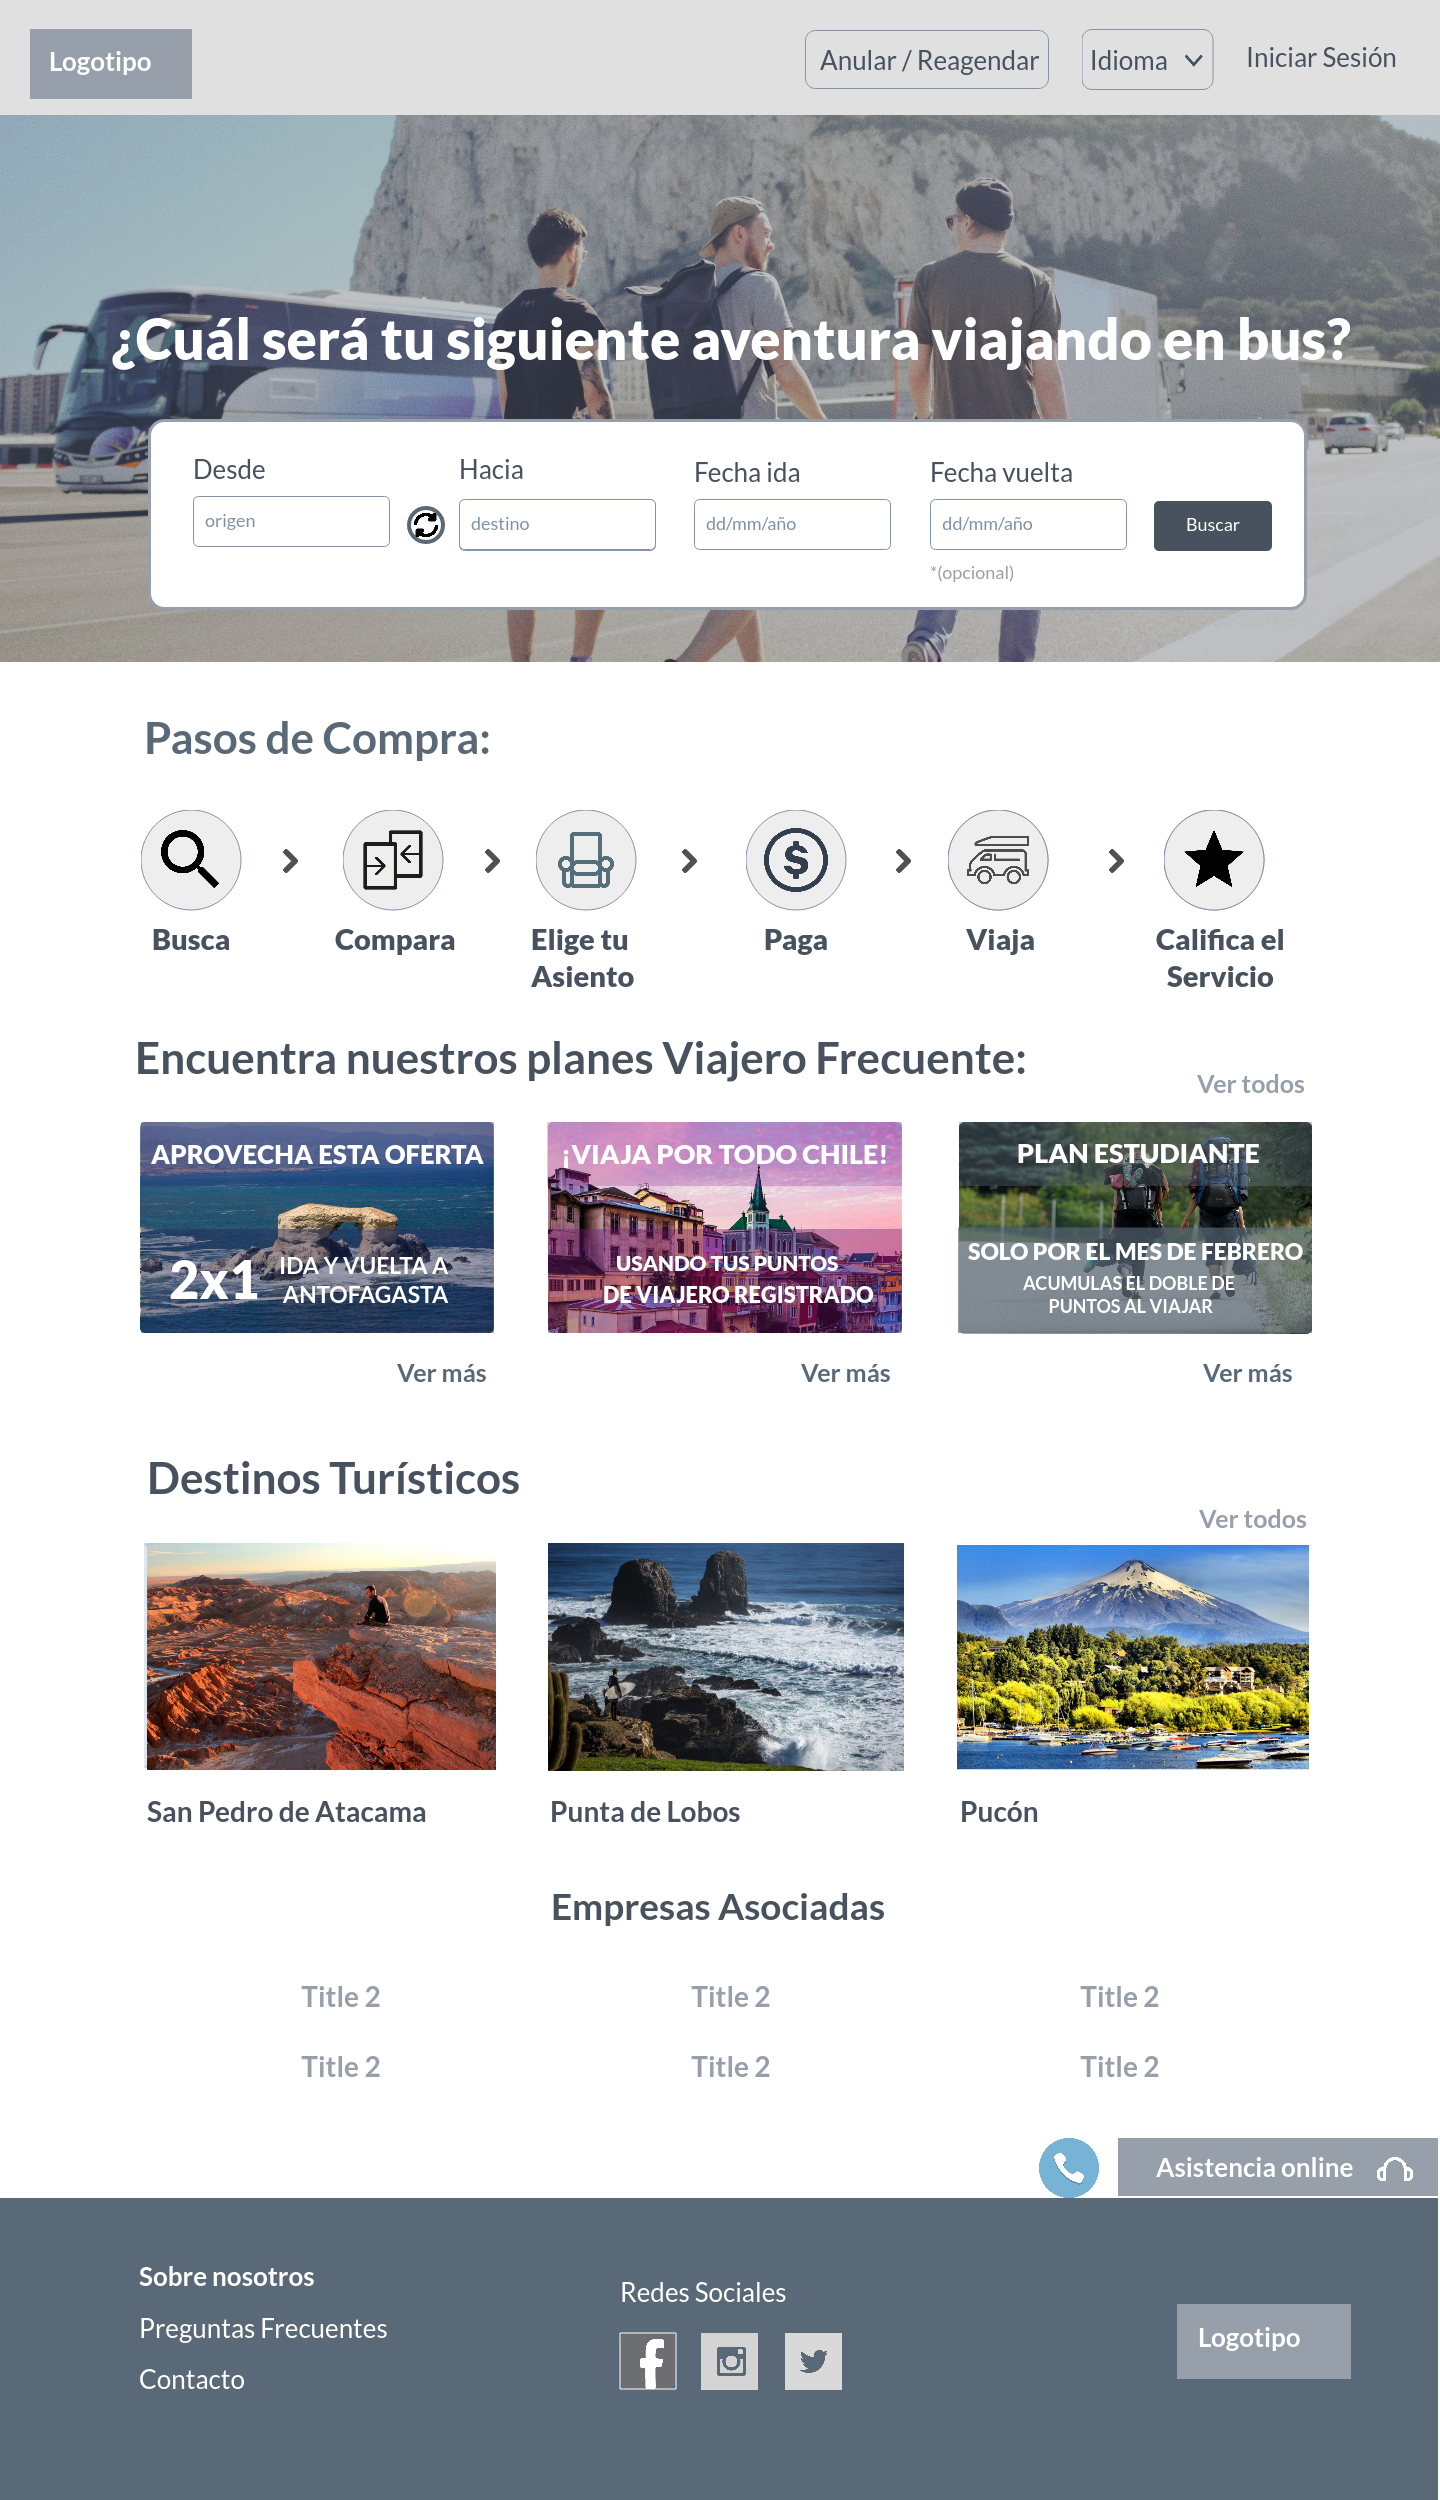 Logotipo
Anular / Reagendar
Idioma
Iniciar Sesión
¿Cuál será tu siguiente aventura viajando en bus?
Desde
Hacia
Fecha ida
Fecha vuelta
origen
destino
dd/mm/año
dd/mm/año
Buscar
*(opcional)
Pasos de Compra:
Busca
Compara
Elige tu
Asiento
Paga
Viaja
Califica el
Servicio
Encuentra nuestros planes Viajero Frecuente:
Ver todos
APROVECHA ESTA OFERTA
2x1
IDA Y VUELTA A
ANTOFAGASTA
¡VIAJA POR TODO CHILE!
USANDO TUS PUNTOS
DE VIAJERO REGISTRADO
PLAN ESTUDIANTE
SOLO POR EL MES DE FEBRERO
ACUMULAS EL DOBLE DE
PUNTOS AL VIAJAR
Ver más
Ver más
Ver más
Destinos Turísticos
Ver todos
San Pedro de Atacama
Punta de Lobos
Pucón
Empresas Asociadas
Title 2
Title 2
Title 2
Title 2
Title 2
Title 2
Asistencia online
Sobre nosotros
Preguntas Frecuentes
Contacto
Redes Sociales
Logotipo